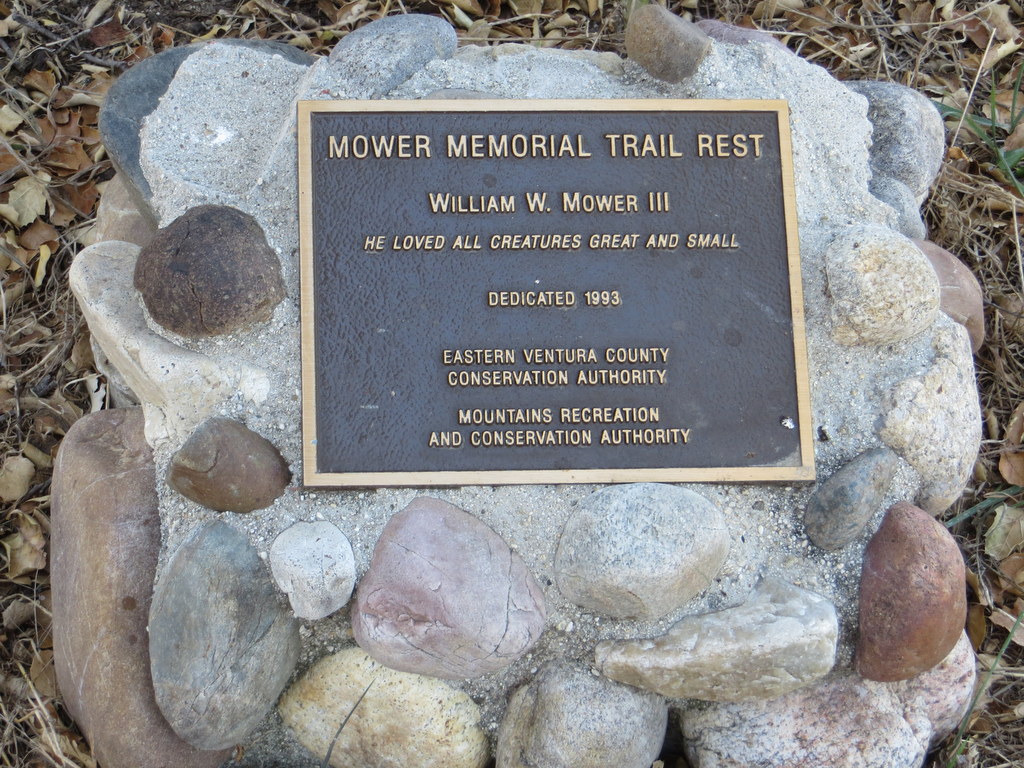 MOWER MEMORIAL TRAIL REST
WILLIAM W. MOWER III
HE LOVED ALL CREATURES GREAT AND SMALL
DEDICATED 1993
EASTERN VENTURA COUNTY
CONSERVATION AUTHORITY
MOUNTAINS RECREATION
AND CONSERVATION AUTHORITY